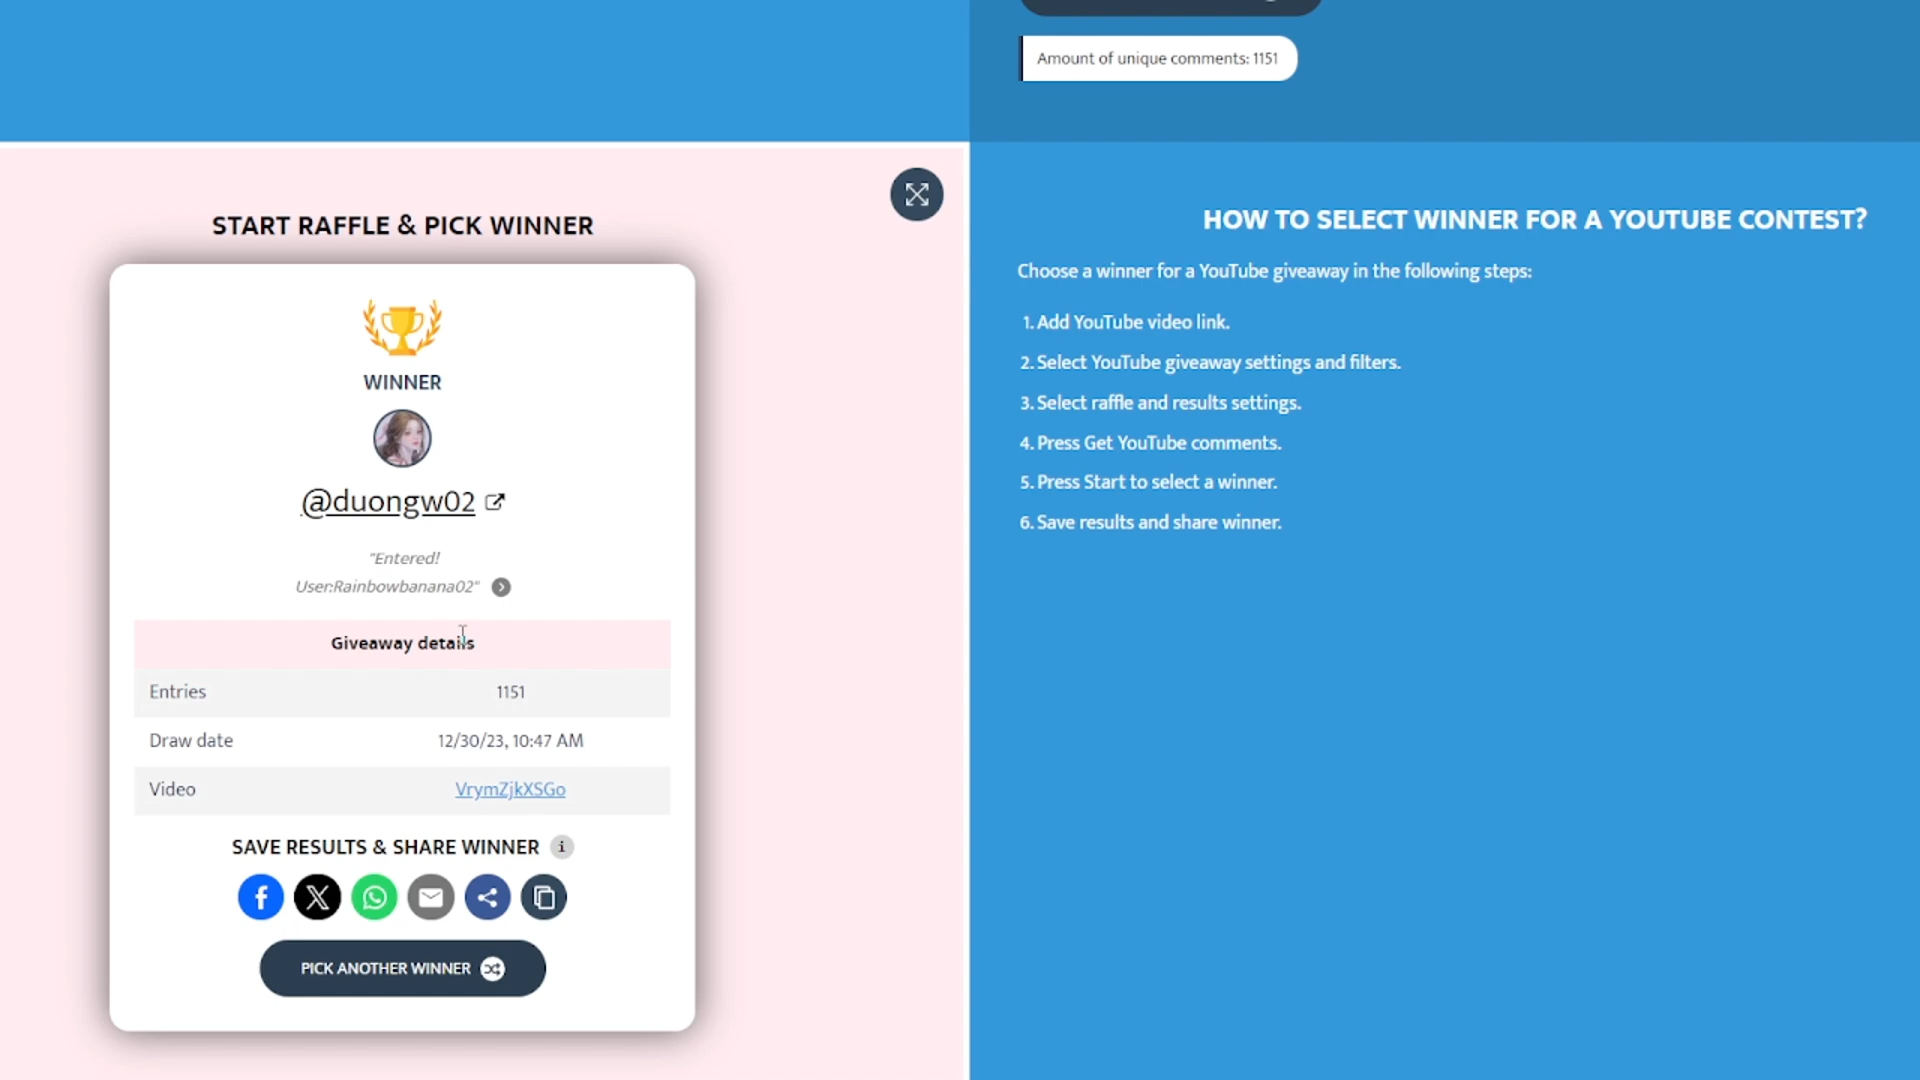 Amount of unique comments: 1151
START RAFFLE & PICK WINNER
WINNER
@duongw02
"Entered!
User:Rainbowbanana02"
Giveaway details
Entries 1151
Draw date 12/30/23, 10:47 AM
Video VrymZjkXSGo
SAVE RESULTS & SHARE WINNER i
PICK ANOTHER WINNER
HOW TO SELECT WINNER FOR A YOUTUBE CONTEST?
Choose a winner for a YouTube giveaway in the following steps:
1. Add YouTube video link.
2. Select YouTube giveaway settings and filters.
3. Select raffle and results settings.
4. Press Get YouTube comments.
5. Press Start to select a winner.
6. Save results and share winner.